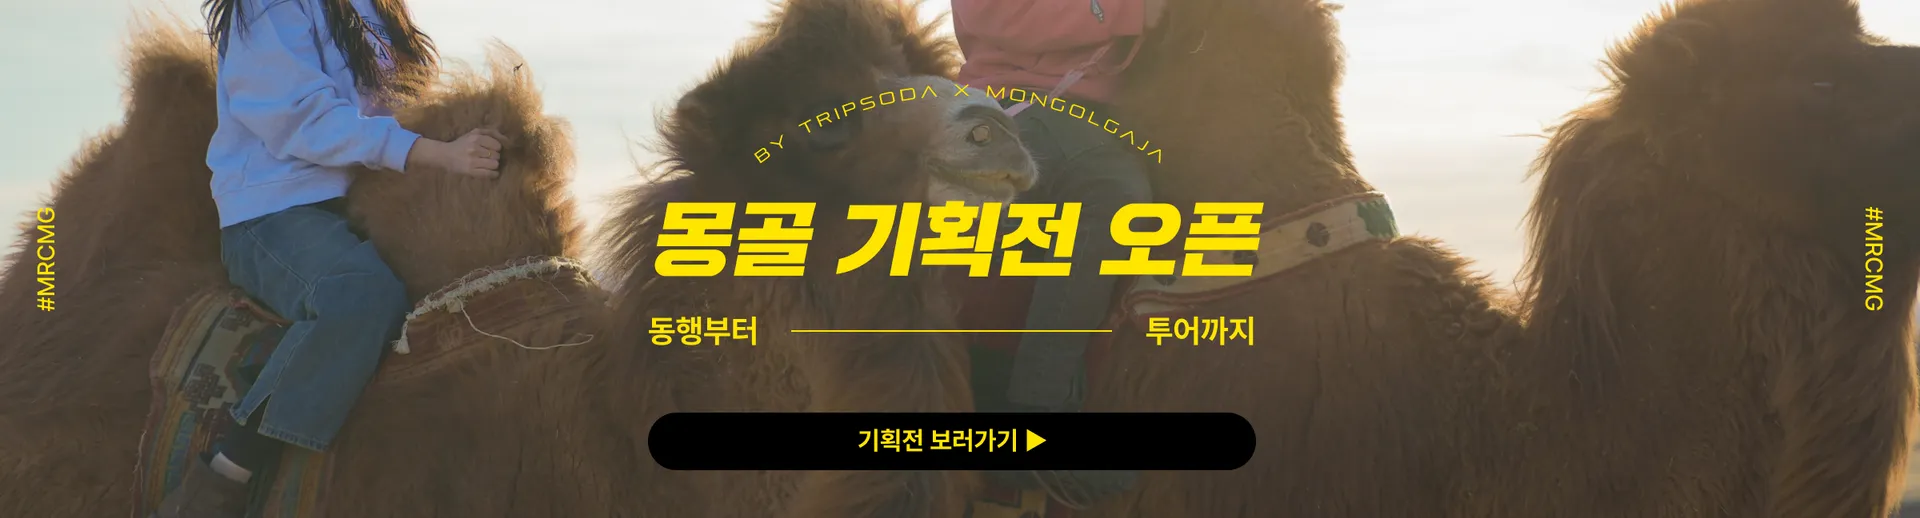 BY TRIPSODA X MONGOLGAJA
몽골 기획전 오픈
동행부터 투어까지
기획전 보러가기 ▶
#MRCMG
#MRCMG